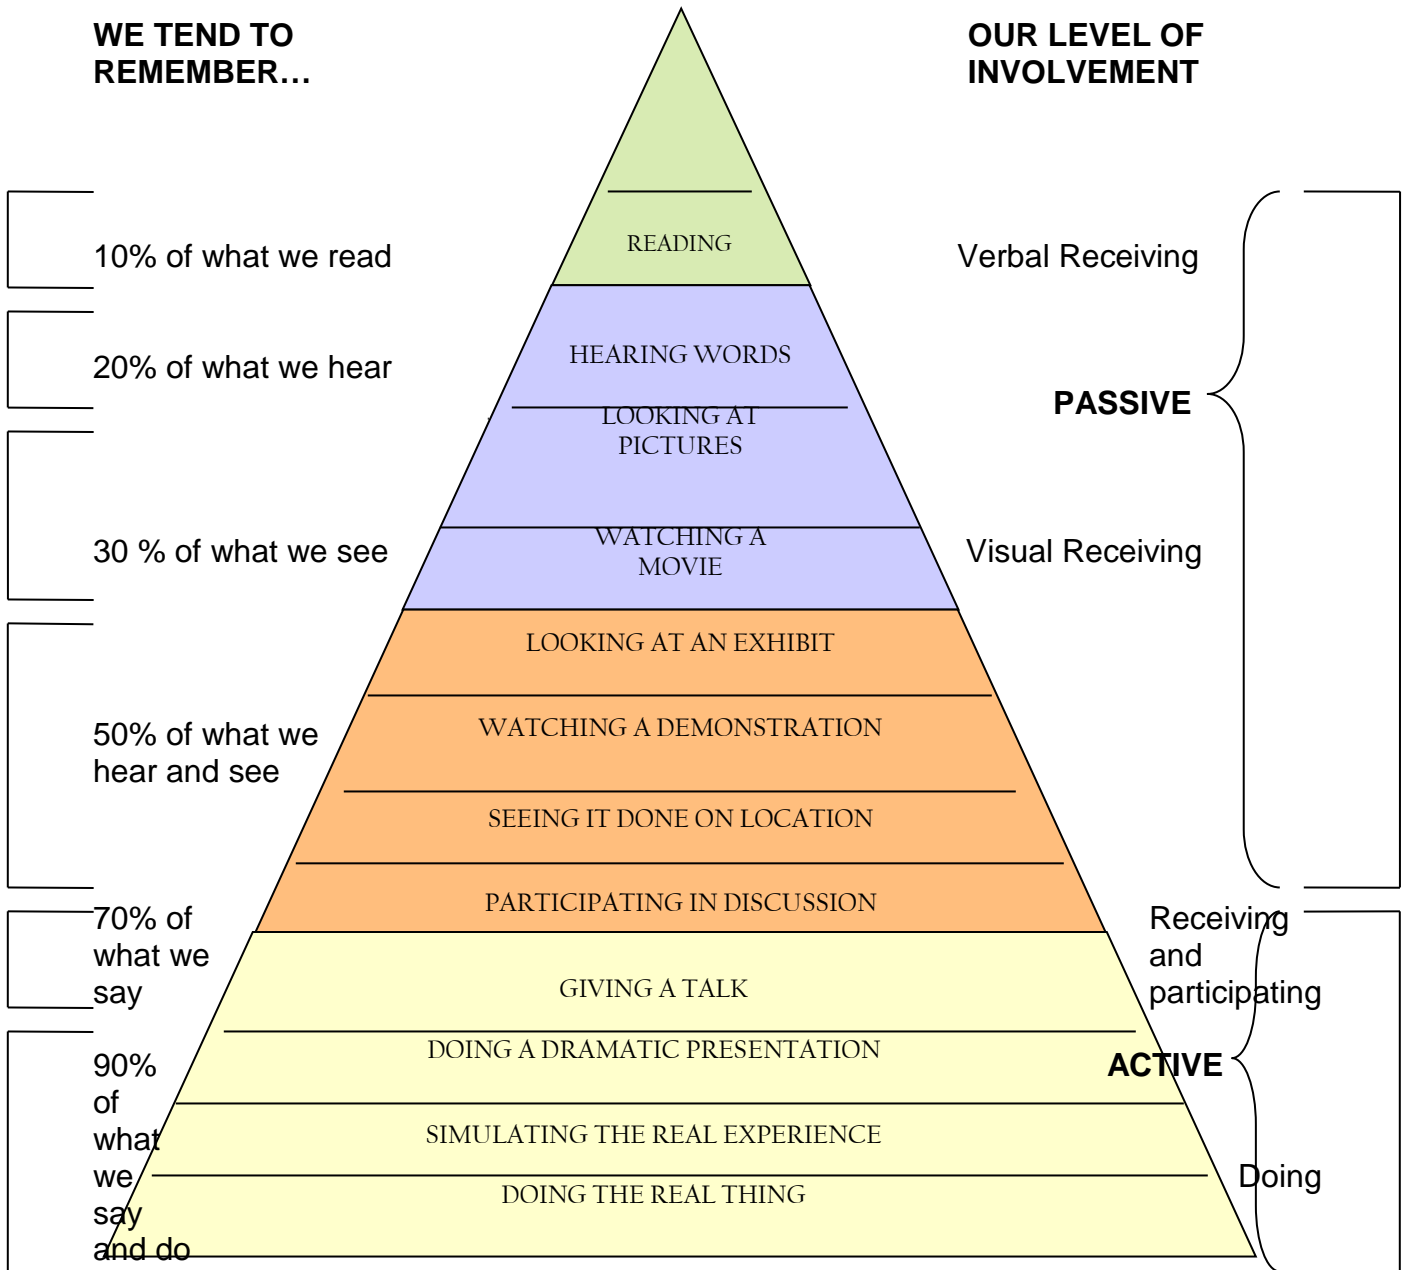 WE TEND TO
REMEMBER…
OUR LEVEL OF
INVOLVEMENT
10% of what we read
READING
Verbal Receiving
20% of what we hear
HEARING WORDS
PASSIVE
LOOKING AT
PICTURES
30 % of what we see
WATCHING A
MOVIE
Visual Receiving
LOOKING AT AN EXHIBIT
50% of what we
hear and see
WATCHING A DEMONSTRATION
SEEING IT DONE ON LOCATION
PARTICIPATING IN DISCUSSION
70% of
what we
say
Receiving
and
participating
GIVING A TALK
DOING A DRAMATIC PRESENTATION
ACTIVE
90%
of
what
we
say
and do
SIMULATING THE REAL EXPERIENCE
Doing
DOING THE REAL THING